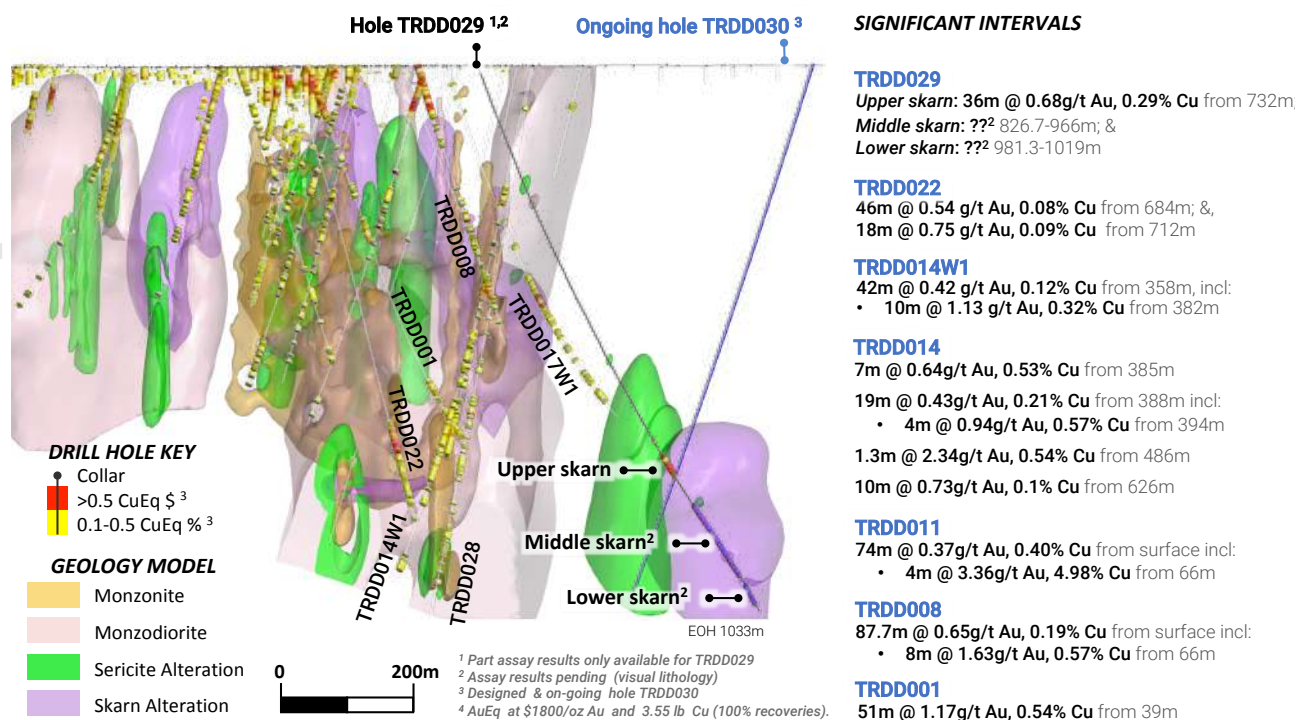 Hole TRDD029 1,2
Ongoing hole TRDD030 3
TRDD008
TRDD001
TRDD017W1
TRDD022
TRDD014W1
TRDD028
Upper skarn
Middle skarn2
Lower skarn2
EOH 1033m
DRILL HOLE KEY
Collar
>0.5 CuEq $ 3
0.1-0.5 CuEq % 3
GEOLOGY MODEL
Monzonite
Monzodiorite
Sericite Alteration
Skarn Alteration
0 200m
1 Part assay results only available for TRDD029
2 Assay results pending (visual lithology)
3 Designed & on-going hole TRDD030
4 AuEq at $1800/oz Au and 3.55 lb Cu (100% recoveries).
SIGNIFICANT INTERVALS
TRDD029
Upper skarn: 36m @ 0.68g/t Au, 0.29% Cu from 732m;
Middle skarn: ??2 826.7-966m; &
Lower skarn: ??2 981.3-1019m
TRDD022
46m @ 0.54 g/t Au, 0.08% Cu from 684m; &,
18m @ 0.75 g/t Au, 0.09% Cu from 712m
TRDD014W1
42m @ 0.42 g/t Au, 0.12% Cu from 358m, incl:
• 10m @ 1.13 g/t Au, 0.32% Cu from 382m
TRDD014
7m @ 0.64g/t Au, 0.53% Cu from 385m
19m @ 0.43g/t Au, 0.21% Cu from 388m incl:
• 4m @ 0.94g/t Au, 0.57% Cu from 394m
1.3m @ 2.34g/t Au, 0.54% Cu from 486m
10m @ 0.73g/t Au, 0.1% Cu from 626m
TRDD011
74m @ 0.37g/t Au, 0.40% Cu from surface incl:
• 4m @ 3.36g/t Au, 4.98% Cu from 66m
TRDD008
87.7m @ 0.65g/t Au, 0.19% Cu from surface incl:
• 8m @ 1.63g/t Au, 0.57% Cu from 66m
TRDD001
51m @ 1.17g/t Au, 0.54% Cu from 39m